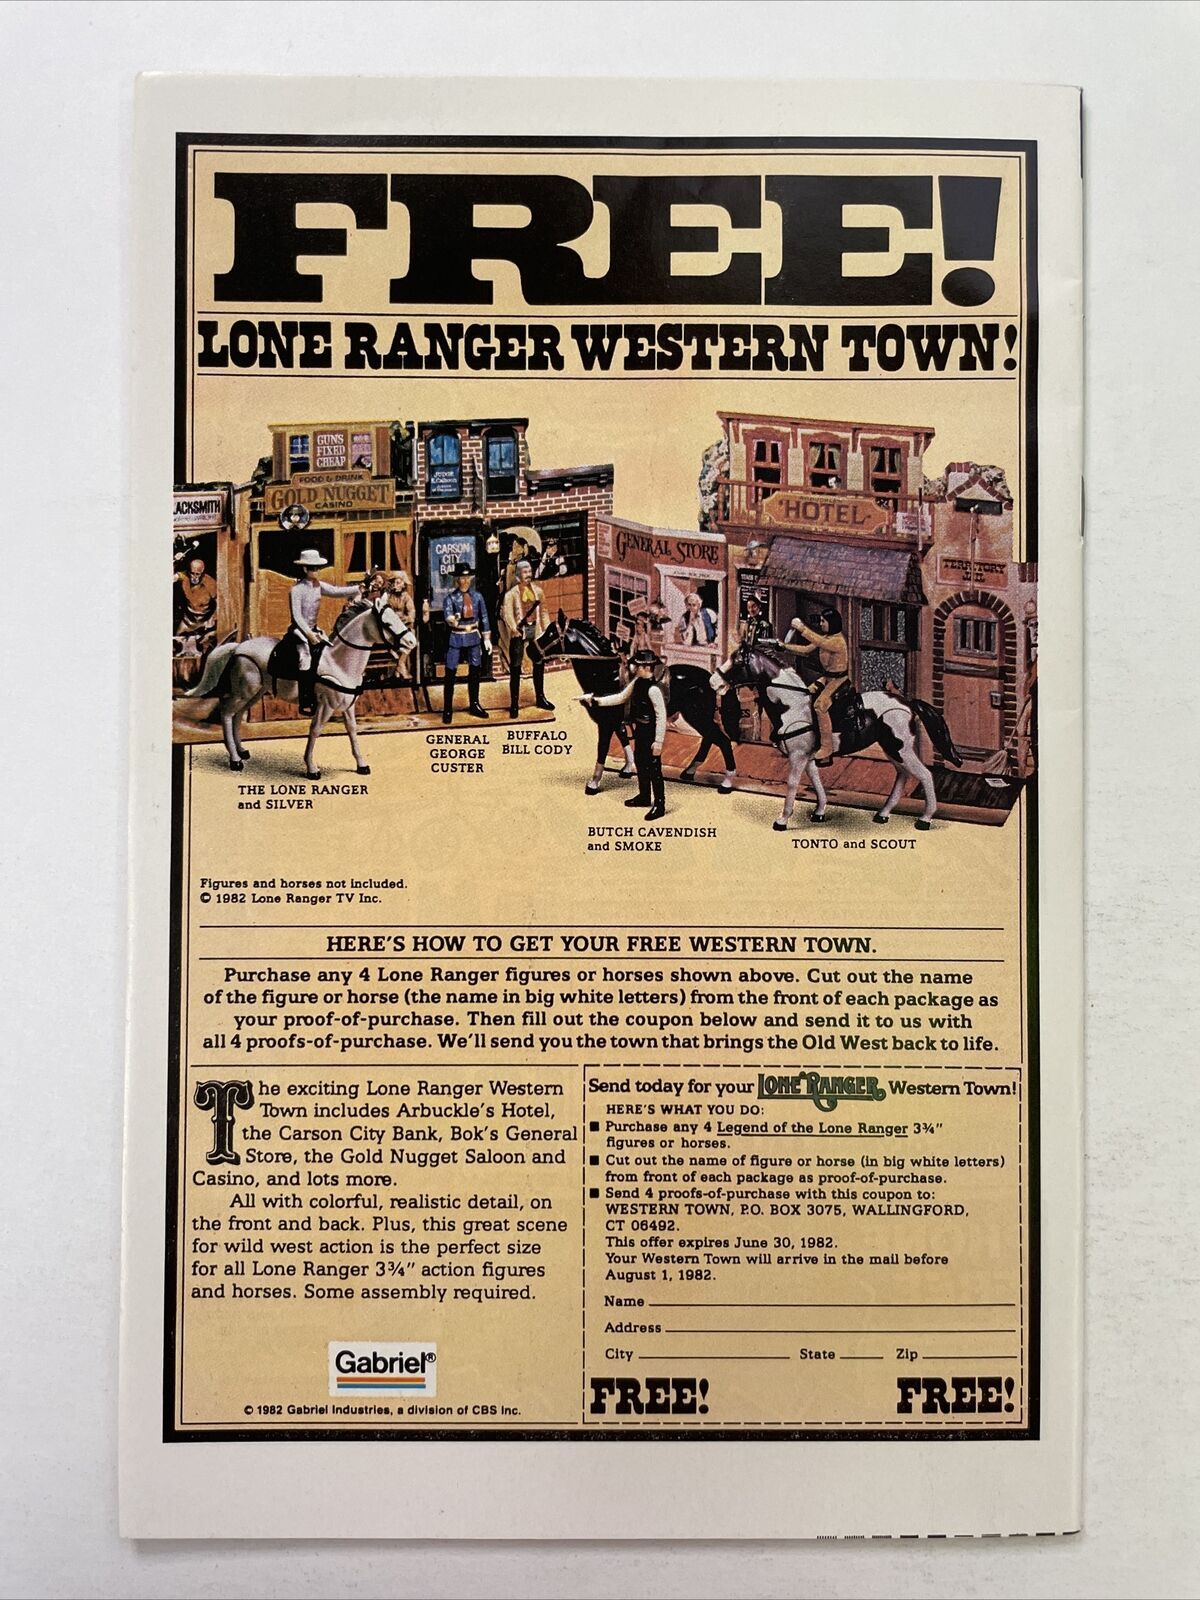 FREE!
LONE RANGER WESTERN TOWN!
GUNS
FIXED
CHEAP
FOOD & DRINK
GOLD NUGGET
CASINO
ACKSMITH
CARSON
CITY
BA
GENERAL STORE
HOTEL
TERRITORY
JAIL
GENERAL
GEORGE
CUSTER
BUFFALO
BILL CODY
THE LONE RANGER
and SILVER
BUTCH CAVENDISH
and SMOKE
TONTO and SCOUT
Figures and horses not included.
© 1982 Lone Ranger TV Inc.
HERE'S HOW TO GET YOUR FREE WESTERN TOWN.
Purchase any 4 Lone Ranger figures or horses shown above. Cut out the name
of the figure or horse (the name in big white letters) from the front of each package as
your proof-of-purchase. Then fill out the coupon below and send it to us with
all 4 proofs-of-purchase. We'll send you the town that brings the Old West back to life.
The exciting Lone Ranger Western
Town includes Arbuckle's Hotel,
the Carson City Bank, Bok's General
Store, the Gold Nugget Saloon and
Casino, and lots more.
All with colorful, realistic detail, on
the front and back. Plus, this great scene
for wild west action is the perfect size
for all Lone Ranger 3¾" action figures
and horses. Some assembly required.
Gabriel®
© 1982 Gabriel Industries, a division of CBS Inc.
Send today for your LONE RANGER Western Town!
HERE'S WHAT YOU DO:
■ Purchase any 4 Legend of the Lone Ranger 3¾"
figures or horses.
■ Cut out the name of figure or horse (in big white letters)
from front of each package as proof-of-purchase.
■ Send 4 proofs-of-purchase with this coupon to:
WESTERN TOWN, P.O. BOX 3075, WALLINGFORD,
CT 06492.
This offer expires June 30, 1982.
Your Western Town will arrive in the mail before
August 1, 1982.
Name
Address
City State Zip
FREE! FREE!